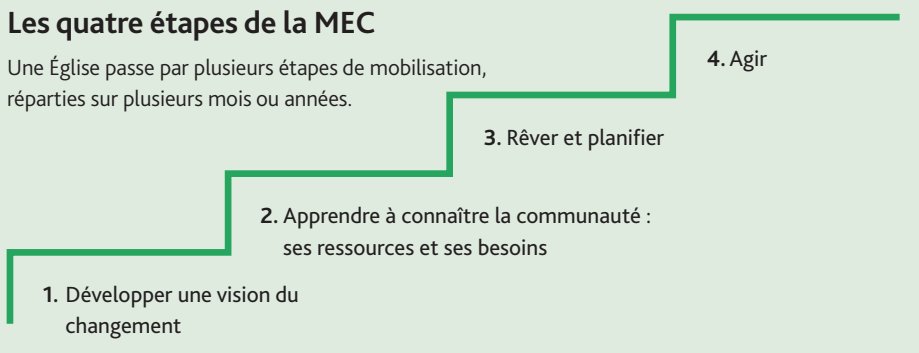 Les quatre étapes de la MEC
Une Église passe par plusieurs étapes de mobilisation,
réparties sur plusieurs mois ou années.
4. Agir
3. Rêver et planifier
2. Apprendre à connaître la communauté :
ses ressources et ses besoins
1. Développer une vision du
changement